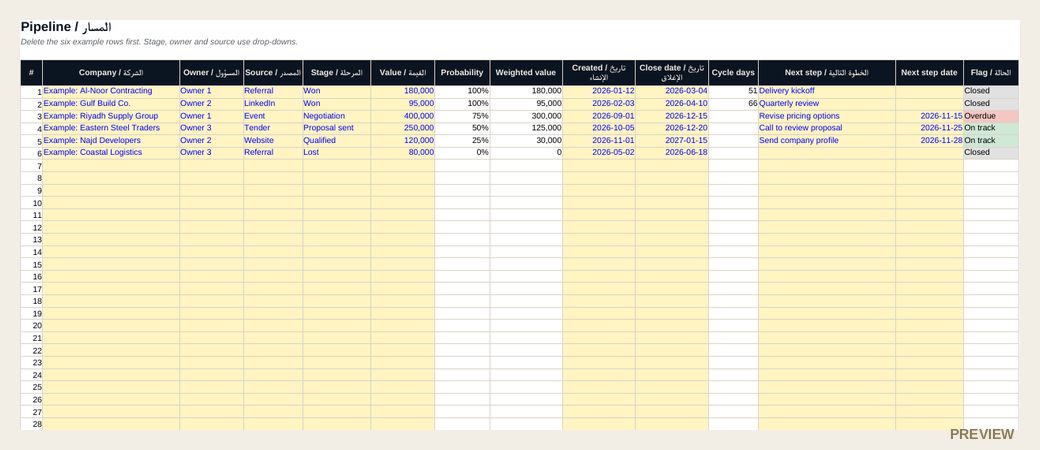 Pipeline / المسار
Delete the six example rows first. Stage, owner and source use drop-downs.
# Company / الشركة Owner / المسؤول Source / المصدر Stage / المرحلة Value / القيمة Probability Weighted value Created / تاريخ الإنشاء Close date / تاريخ الإغلاق Cycle days Next step / الخطوة التالية Next step date Flag / الحالة
1 Example: Al-Noor Contracting Owner 1 Referral Won 180,000 100% 180,000 2026-01-12 2026-03-04 51 Delivery kickoff Closed
2 Example: Gulf Build Co. Owner 2 LinkedIn Won 95,000 100% 95,000 2026-02-03 2026-04-10 66 Quarterly review Closed
3 Example: Riyadh Supply Group Owner 1 Event Negotiation 400,000 75% 300,000 2026-09-01 2026-12-15 Revise pricing options 2026-11-15 Overdue
4 Example: Eastern Steel Traders Owner 3 Tender Proposal sent 250,000 50% 125,000 2026-10-05 2026-12-20 Call to review proposal 2026-11-25 On track
5 Example: Najd Developers Owner 2 Website Qualified 120,000 25% 30,000 2026-11-01 2027-01-15 Send company profile 2026-11-28 On track
6 Example: Coastal Logistics Owner 3 Referral Lost 80,000 0% 0 2026-05-02 2026-06-18 Closed
7
8
9
10
11
12
13
14
15
16
17
18
19
20
21
22
23
24
25
26
27
28
PREVIEW